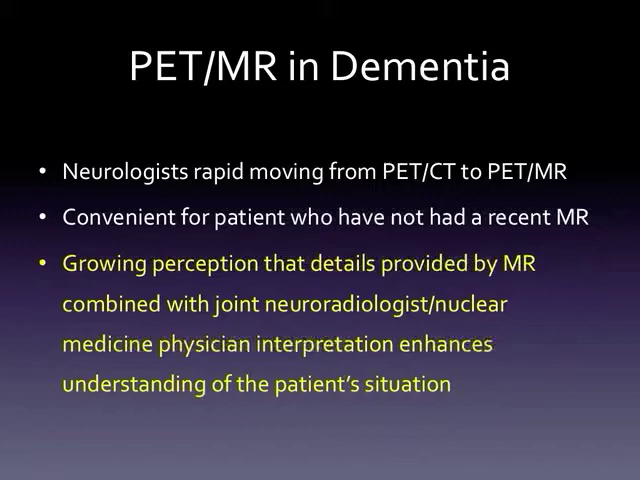 PET/MR in Dementia
• Neurologists rapid moving from PET/CT to PET/MR
• Convenient for patient who have not had a recent MR
• Growing perception that details provided by MR
combined with joint neuroradiologist/nuclear
medicine physician interpretation enhances
understanding of the patient’s situation